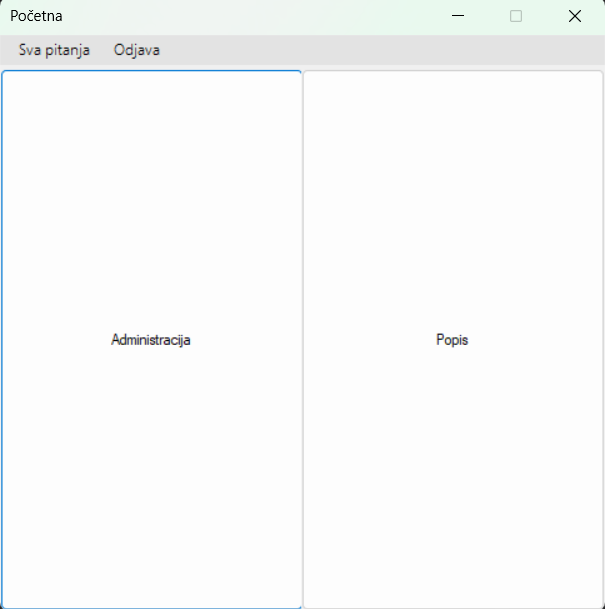 Početna
Sva pitanja Odjava
Administracija Popis